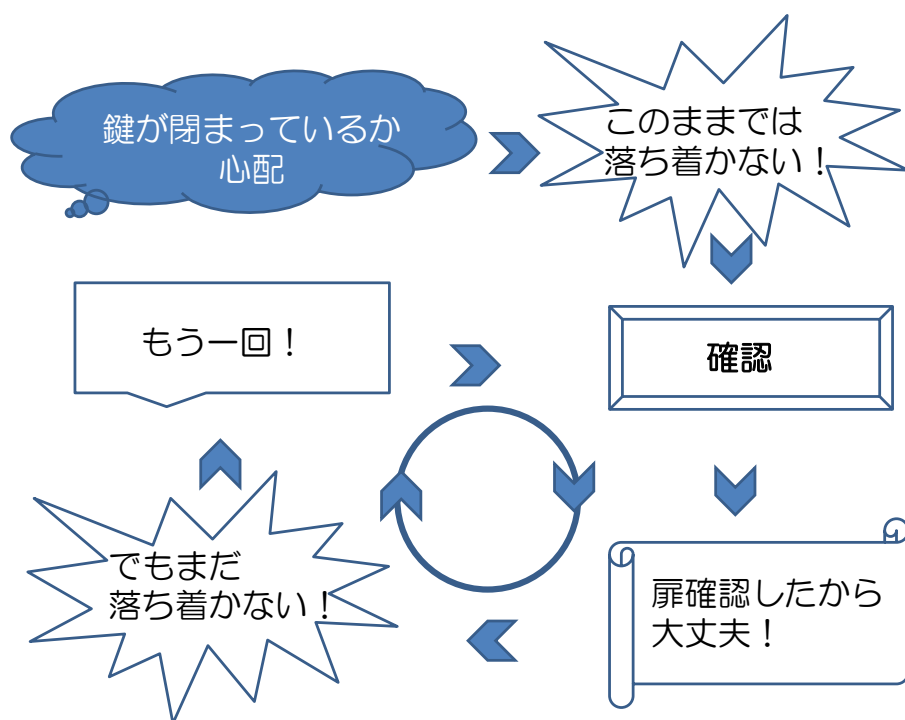 鍵が閉まっているか
心配
このままでは
落ち着かない！
確認
扉確認したから
大丈夫！
でもまだ
落ち着かない！
もう一回！